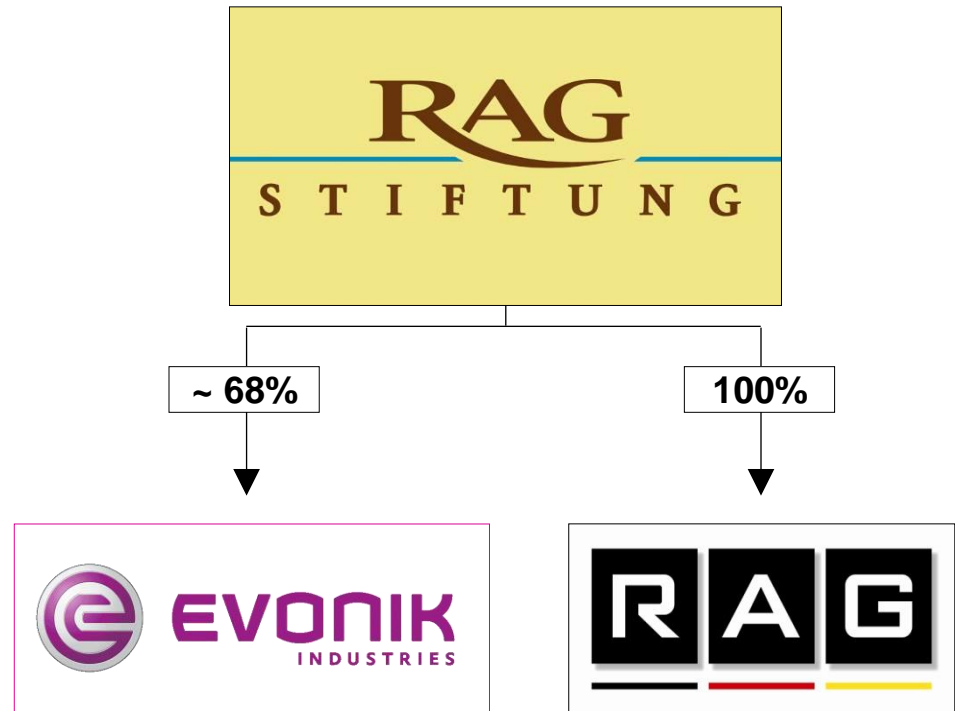 RAG
STIFTUNG
~ 68%
100%
EVONIK
INDUSTRIES
RAG